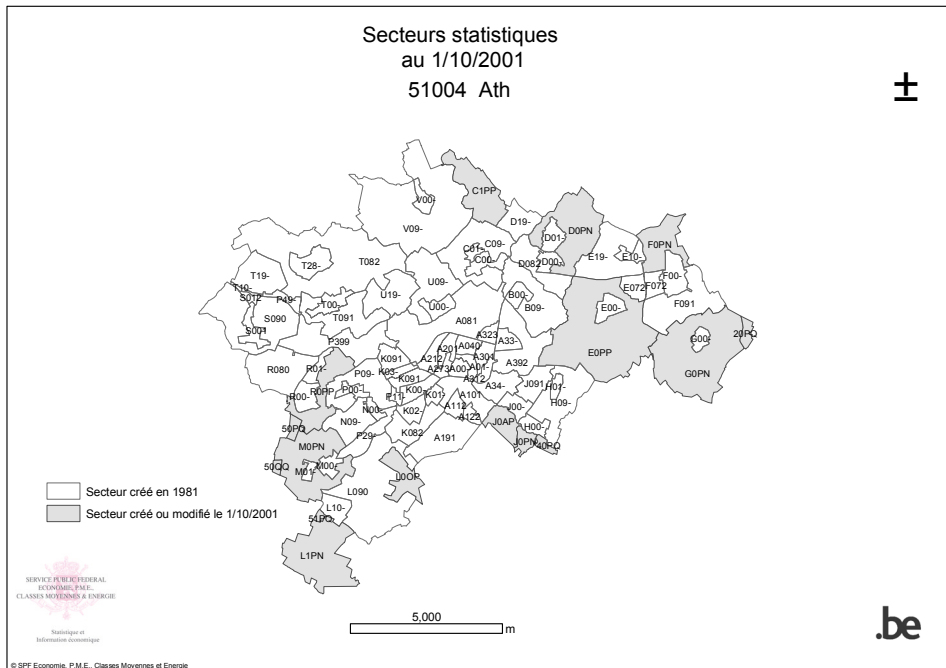 Secteurs statistiques
au 1/10/2001
51004 Ath
±
C1PP
V00-
V09-
D19-
D0PN
D01-
C09-
C01-
C00-
D082
D00-
E19-
E10-
F0PN
T28-
T082
T19-
T10-
S012
P49-
T00-
U19-
U09-
U00-
B00-
B09-
E072
F072
F00-
F091
E00-
S090
S001
T091
P399
A081
A323
A33-
A040
A201
A301
A392
E0PP
G00-
20PQ
G0PN
R080
R01-
P09-
K091
K03-
A212
A273
A00-
A01-
A312
A34-
J091
H01-
H09-
R00-
R0PP
P00-
P11-
K091
K00-
K01-
A101
A112
A122
J00-
N00-
K02-
50PQ
N09-
P29-
K082
A191
J0AP
H00-
J0PN
40PQ
M0PN
50QQ
M01-
M00-
L0OP
L090
L10-
51PQ
L1PN
Secteur créé en 1981
Secteur créé ou modifié le 1/10/2001
SERVICE PUBLIC FEDERAL
ECONOMIE, P.M.E.,
CLASSES MOYENNES & ENERGIE
Statistique et
Information économique
5,000
m
.be
© SPF Economie, P.M.E., Classes Moyennes et Energie